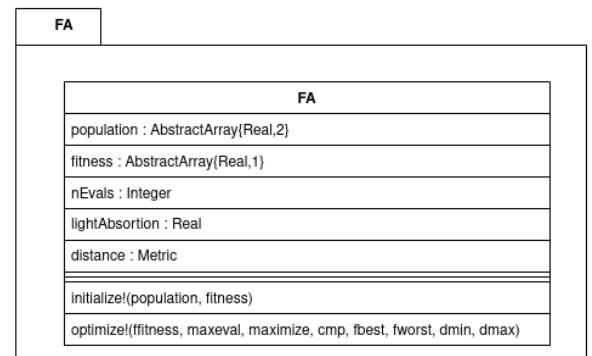 FA
FA
population : AbstractArray{Real,2}
fitness : AbstractArray{Real,1}
nEvals : Integer
lightAbsortion : Real
distance : Metric
initialize!(population, fitness)
optimize!(ffitness, maxeval, maximize, cmp, fbest, fworst, dmin, dmax)